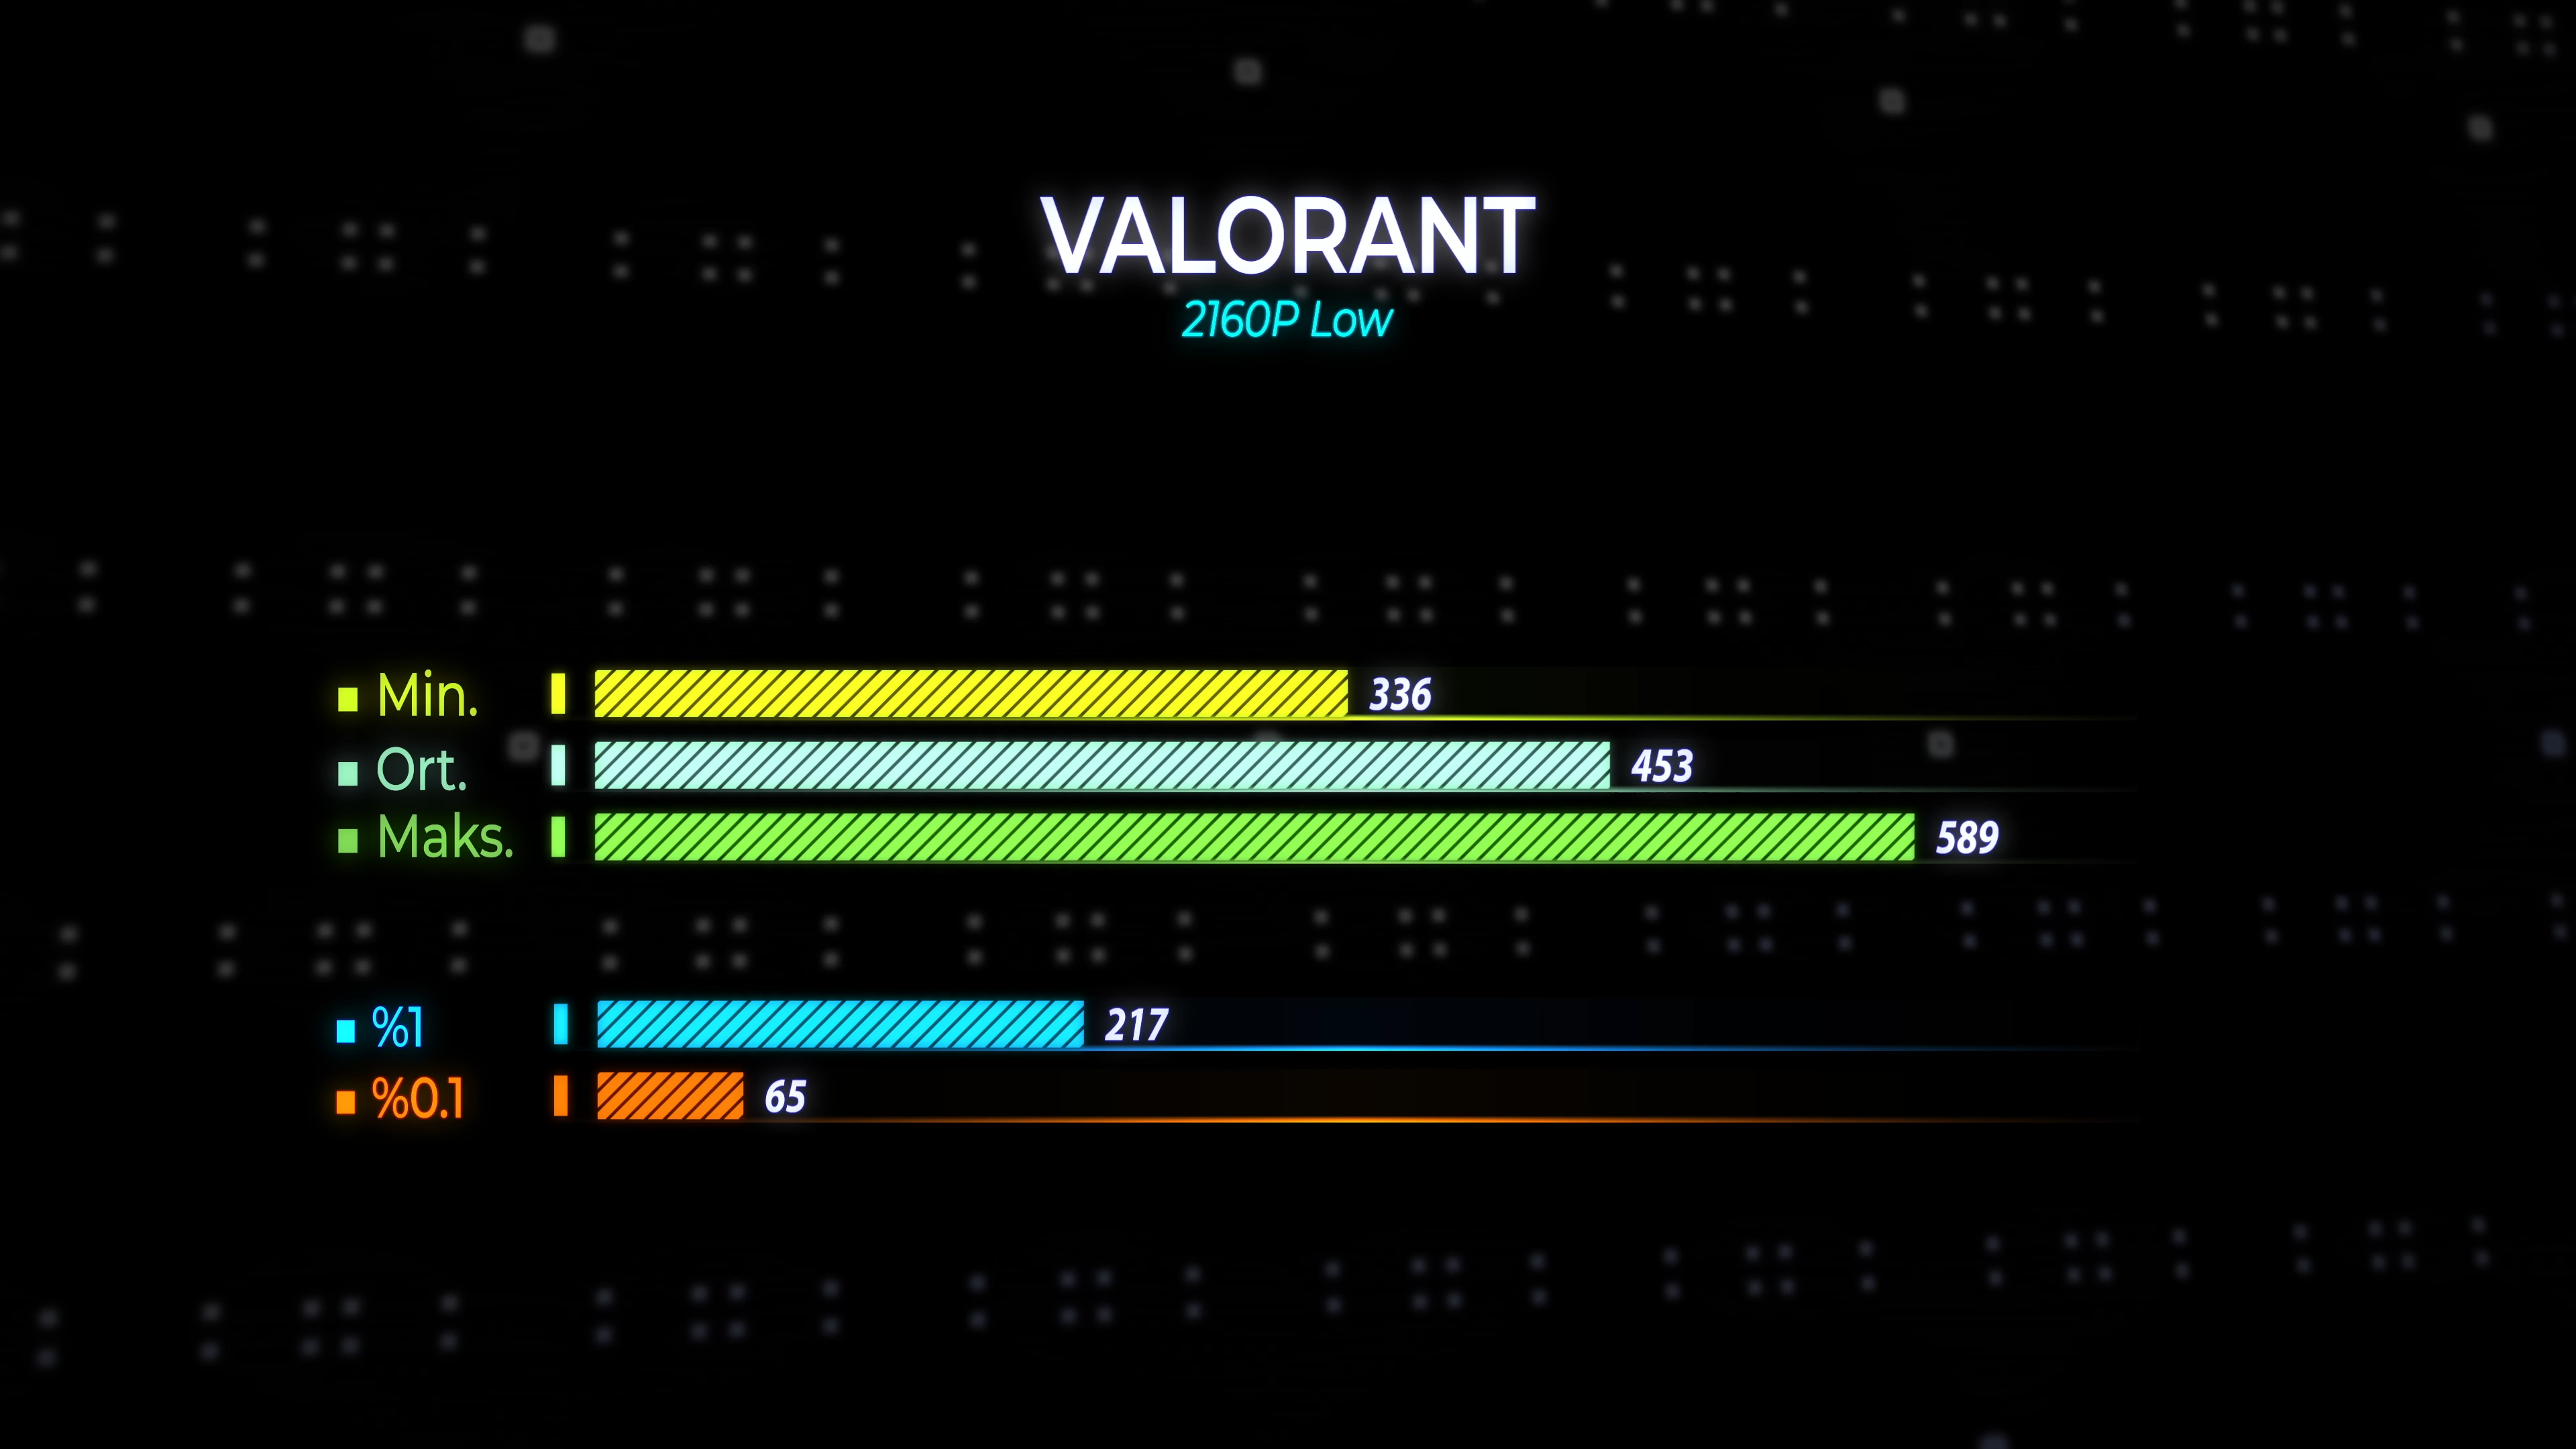 VALORANT
2160P Low
Min. 336
Ort. 453
Maks. 589
%1 217
%0.1 65